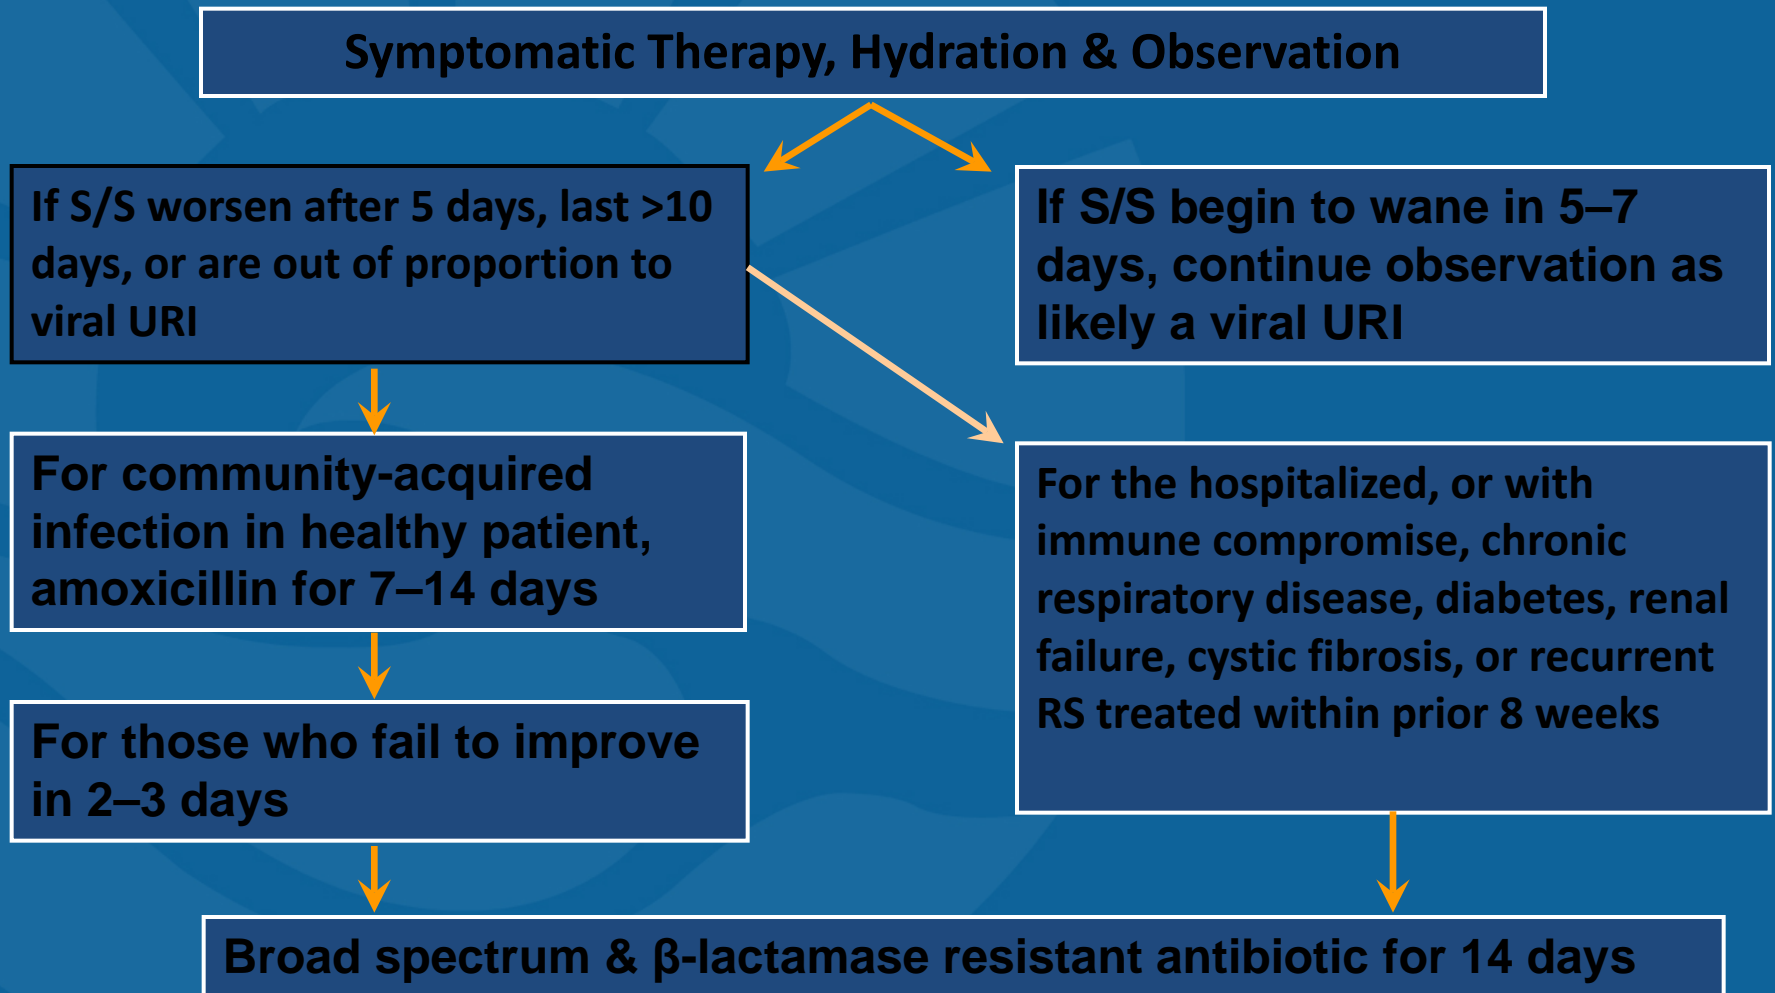 Symptomatic Therapy, Hydration & Observation
If S/S worsen after 5 days, last >10
days, or are out of proportion to
viral URI
If S/S begin to wane in 5–7
days, continue observation as
likely a viral URI
For community-acquired
infection in healthy patient,
amoxicillin for 7–14 days
For the hospitalized, or with
immune compromise, chronic
respiratory disease, diabetes, renal
failure, cystic fibrosis, or recurrent
RS treated within prior 8 weeks
For those who fail to improve
in 2–3 days
Broad spectrum & β-lactamase resistant antibiotic for 14 days